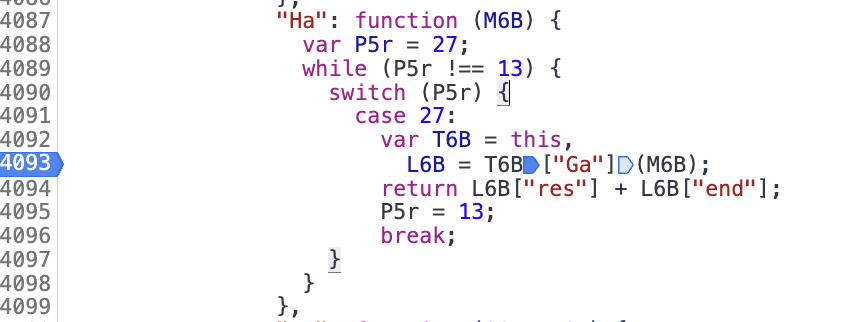 4087 "Ha": function (M6B) {
4088 var P5r = 27;
4089 while (P5r !== 13) {
4090 switch (P5r) {
4091 case 27:
4092 var T6B = this,
4093 L6B = T6B["Ga"](M6B);
4094 return L6B["res"] + L6B["end"];
4095 P5r = 13;
4096 break;
4097 }
4098 }
4099 },